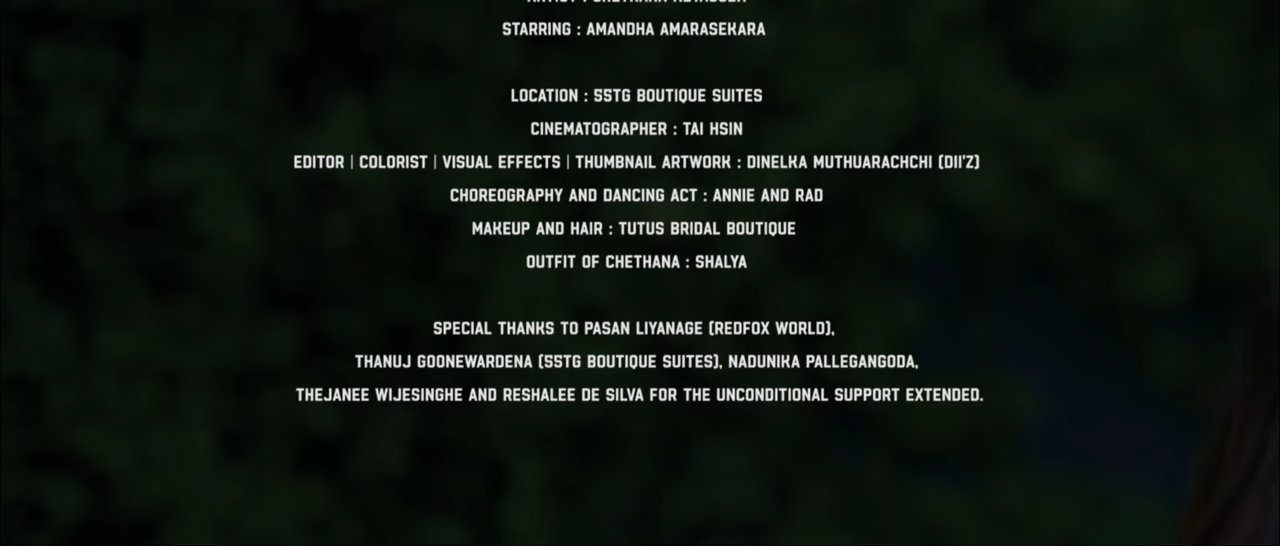 STARRING : AMANDHA AMARASEKARA
LOCATION : 55TG BOUTIQUE SUITES
CINEMATOGRAPHER : TAI HSIN
EDITOR | COLORIST | VISUAL EFFECTS | THUMBNAIL ARTWORK : DINELKA MUTHUARACHCHI (DII'Z)
CHOREOGRAPHY AND DANCING ACT : ANNIE AND RAD
MAKEUP AND HAIR : TUTUS BRIDAL BOUTIQUE
OUTFIT OF CHETHANA : SHALYA
SPECIAL THANKS TO PASAN LIYANAGE (REDFOX WORLD),
THANUJ GOONEWARDENA (55TG BOUTIQUE SUITES), NADUNIKA PALLEGANGODA,
THEJANEE WIJESINGHE AND RESHALEE DE SILVA FOR THE UNCONDITIONAL SUPPORT EXTENDED.